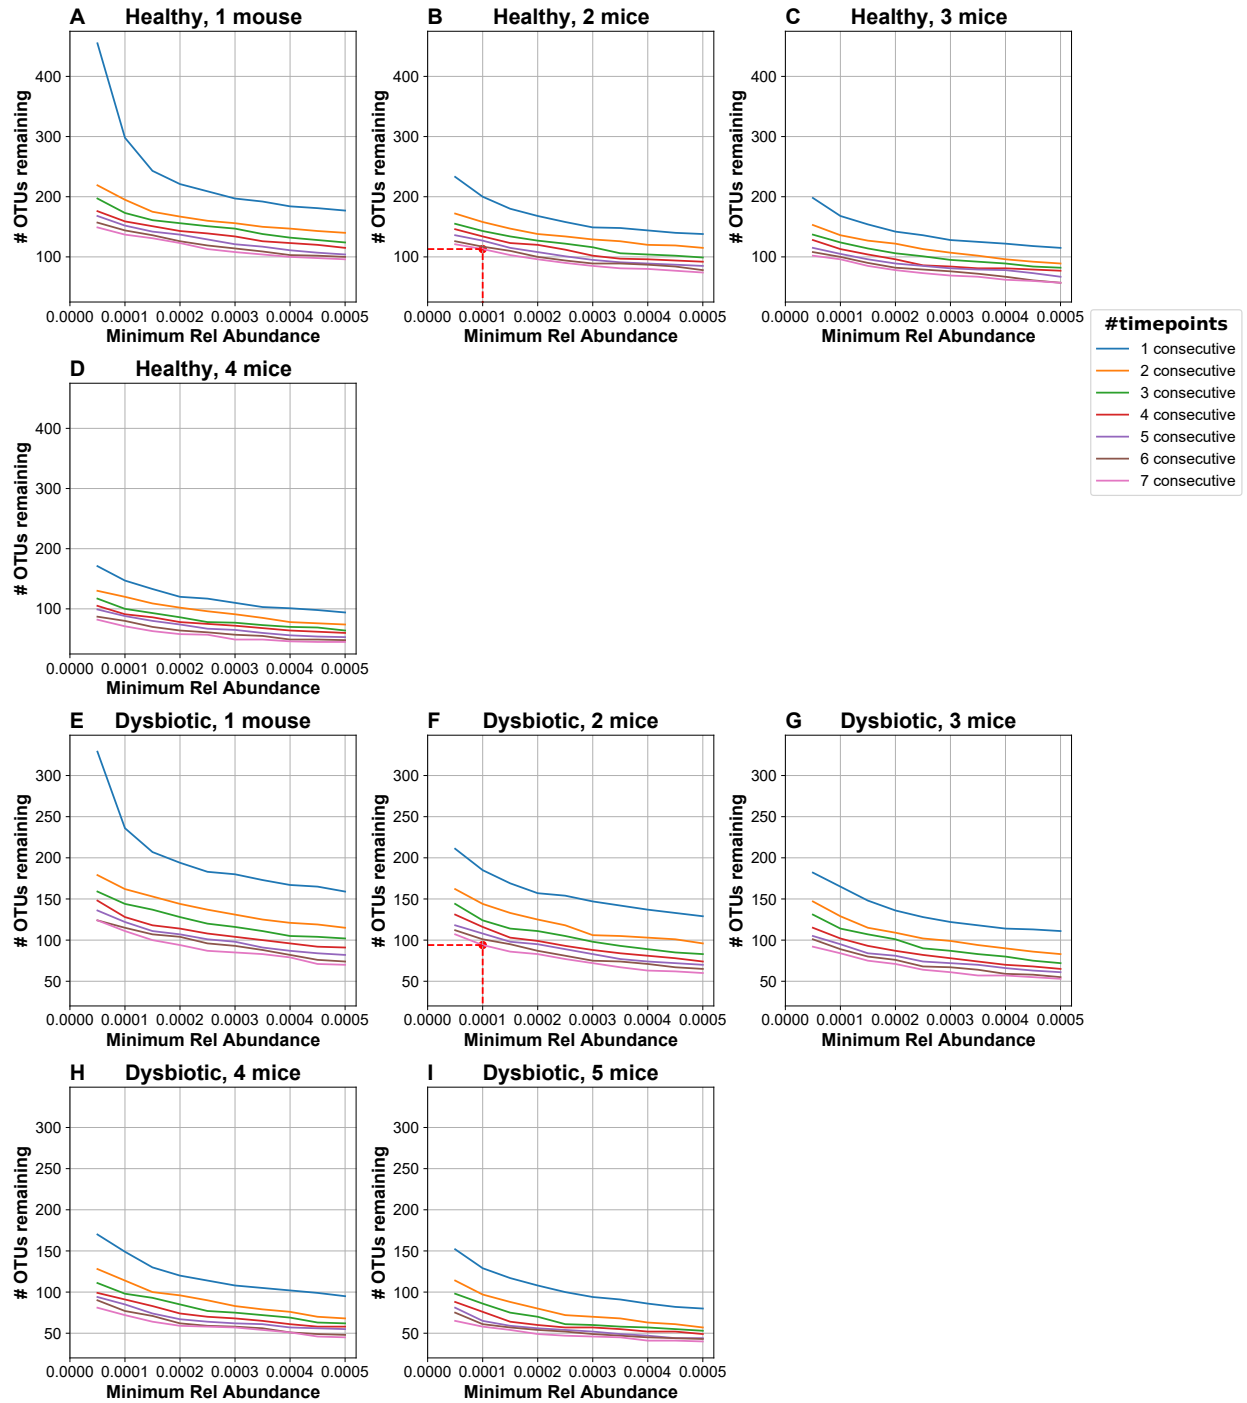 A Healthy, 1 mouse
# OTUs remaining
400
300
200
100
0.0000 0.0001 0.0002 0.0003 0.0004 0.0005
Minimum Rel Abundance
B Healthy, 2 mice
# OTUs remaining
400
300
200
100
0.0000 0.0001 0.0002 0.0003 0.0004 0.0005
Minimum Rel Abundance
C Healthy, 3 mice
# OTUs remaining
400
300
200
100
0.0000 0.0001 0.0002 0.0003 0.0004 0.0005
Minimum Rel Abundance
#timepoints
1 consecutive
2 consecutive
3 consecutive
4 consecutive
5 consecutive
6 consecutive
7 consecutive
D Healthy, 4 mice
# OTUs remaining
400
300
200
100
0.0000 0.0001 0.0002 0.0003 0.0004 0.0005
Minimum Rel Abundance
E Dysbiotic, 1 mouse
# OTUs remaining
300
250
200
150
100
50
0.0000 0.0001 0.0002 0.0003 0.0004 0.0005
Minimum Rel Abundance
F Dysbiotic, 2 mice
# OTUs remaining
300
250
200
150
100
50
0.0000 0.0001 0.0002 0.0003 0.0004 0.0005
Minimum Rel Abundance
G Dysbiotic, 3 mice
# OTUs remaining
300
250
200
150
100
50
0.0000 0.0001 0.0002 0.0003 0.0004 0.0005
Minimum Rel Abundance
H Dysbiotic, 4 mice
# OTUs remaining
300
250
200
150
100
50
0.0000 0.0001 0.0002 0.0003 0.0004 0.0005
Minimum Rel Abundance
I Dysbiotic, 5 mice
# OTUs remaining
300
250
200
150
100
50
0.0000 0.0001 0.0002 0.0003 0.0004 0.0005
Minimum Rel Abundance